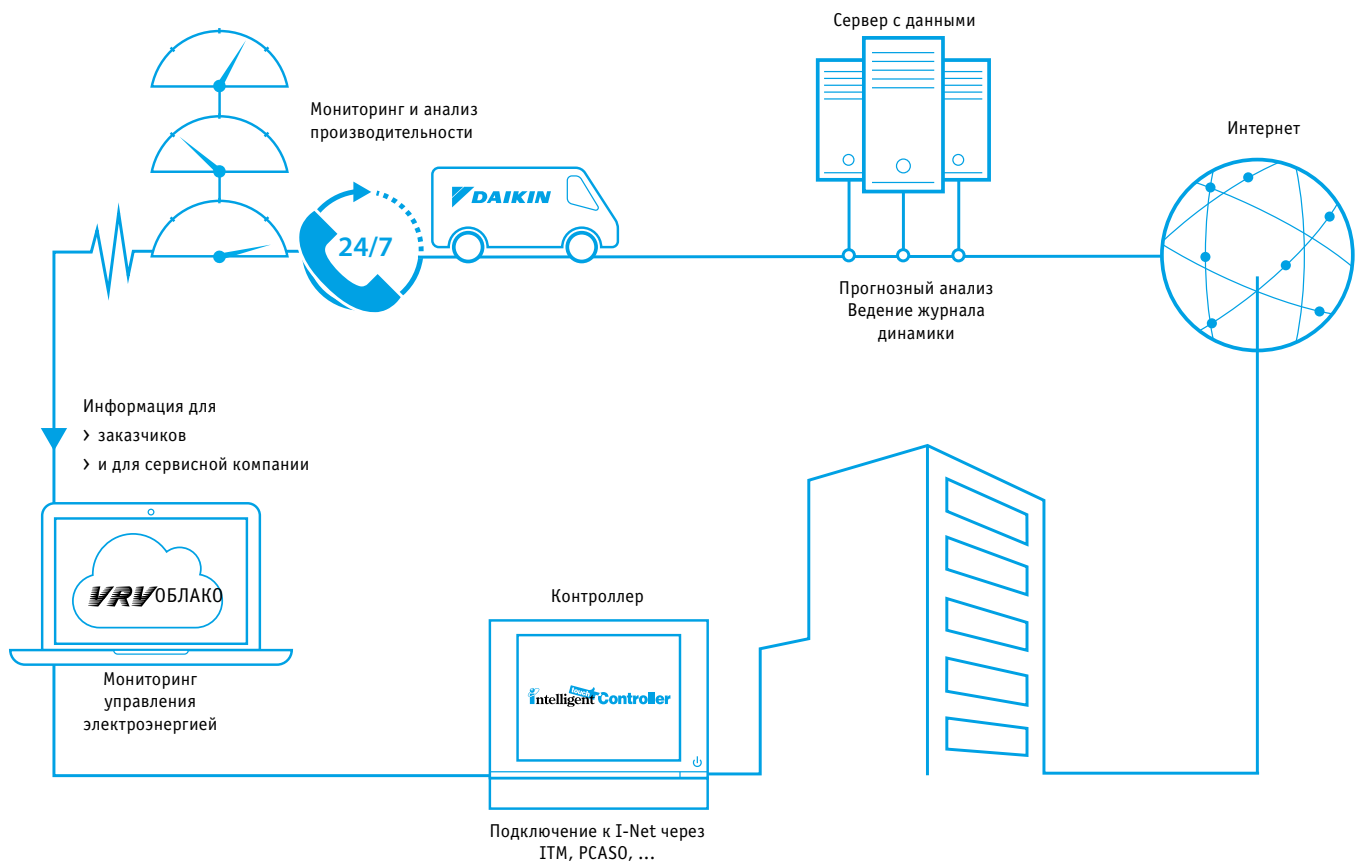 Сервер с данными
Мониторинг и анализ
производительности
Интернет
DAIKIN
24/7
Прогнозный анализ
Ведение журнала
динамики
Информация для
› заказчиков
› и для сервисной компании
VRV ОБЛАКО
Контроллер
intelligent touch Controller
Мониторинг
управления
электроэнергией
Подключение к I-Net через
ITM, PCASO, ...